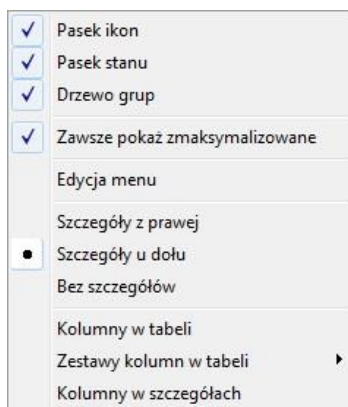 Pasek ikon
Pasek stanu
Drzewo grup
Zawsze pokaż zmaksymalizowane
Edycja menu
Szczegóły z prawej
Szczegóły u dołu
Bez szczegółów
Kolumny w tabeli
Zestawy kolumn w tabeli
Kolumny w szczegółach